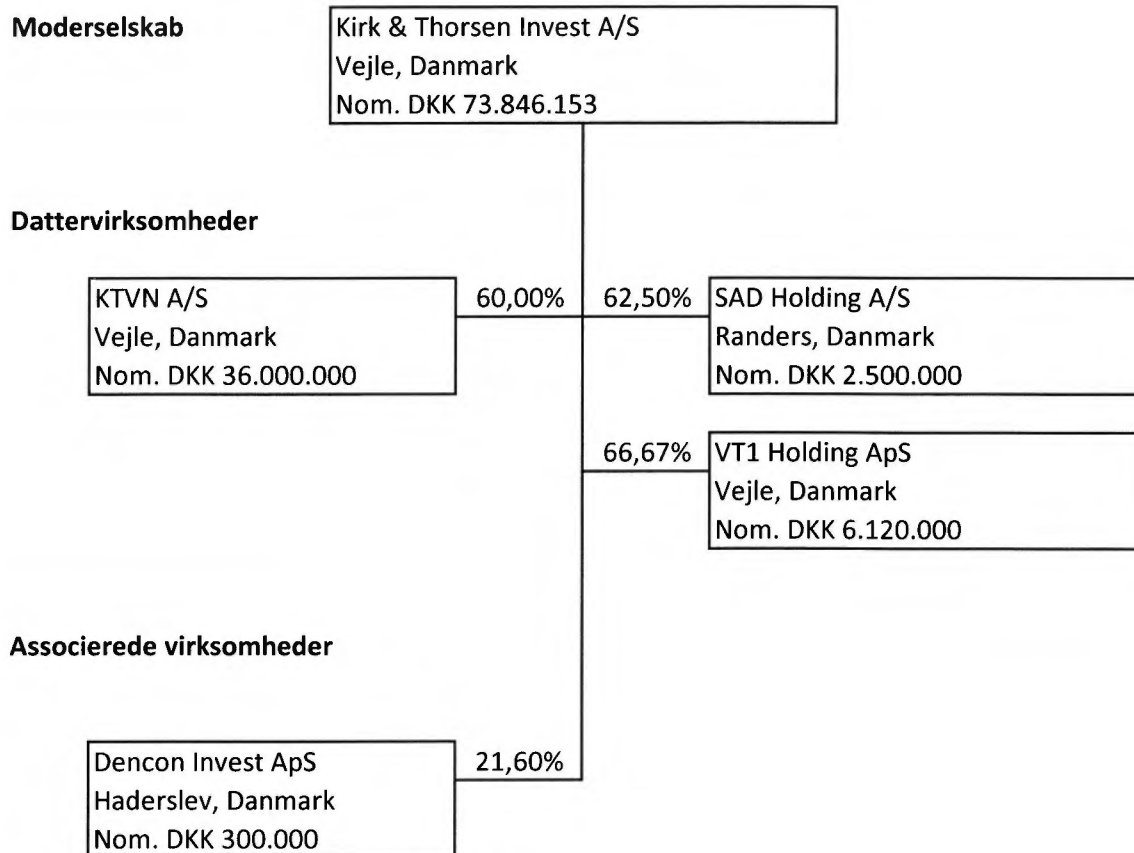 Moderselskab
Kirk & Thorsen Invest A/S
Vejle, Danmark
Nom. DKK 73.846.153
Dattervirksomheder
KTVN A/S
Vejle, Danmark
Nom. DKK 36.000.000
60,00%
62,50%
SAD Holding A/S
Randers, Danmark
Nom. DKK 2.500.000
66,67%
VT1 Holding ApS
Vejle, Danmark
Nom. DKK 6.120.000
Associerede virksomheder
Dencon Invest ApS
Haderslev, Danmark
Nom. DKK 300.000
21,60%